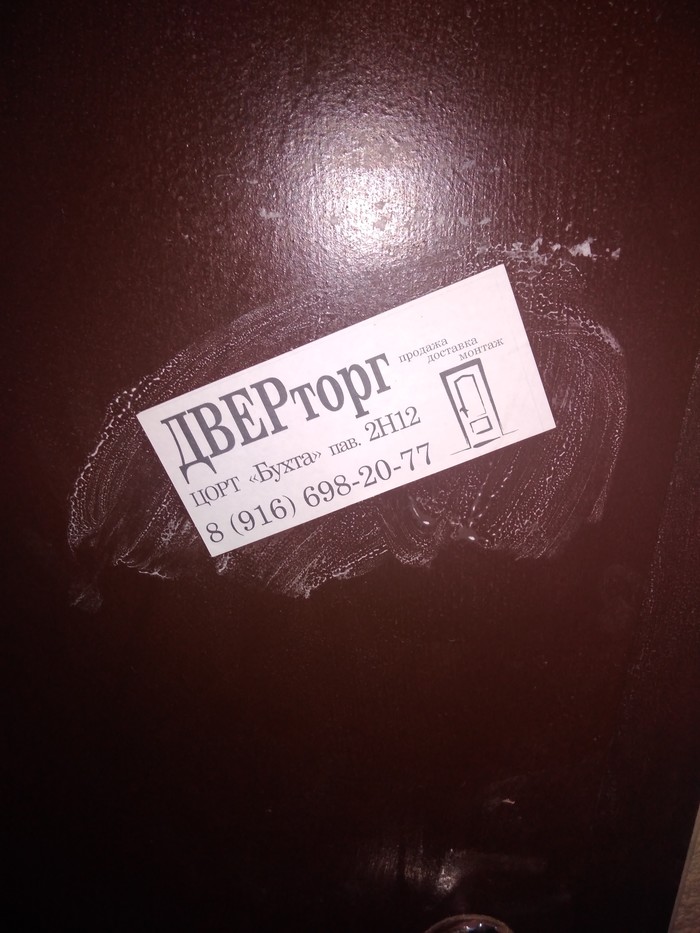 ДВЕРторг
продажа
доставка
монтаж
ЦОРТ «Бухта» пав. 2Н12
8 (916) 698-20-77